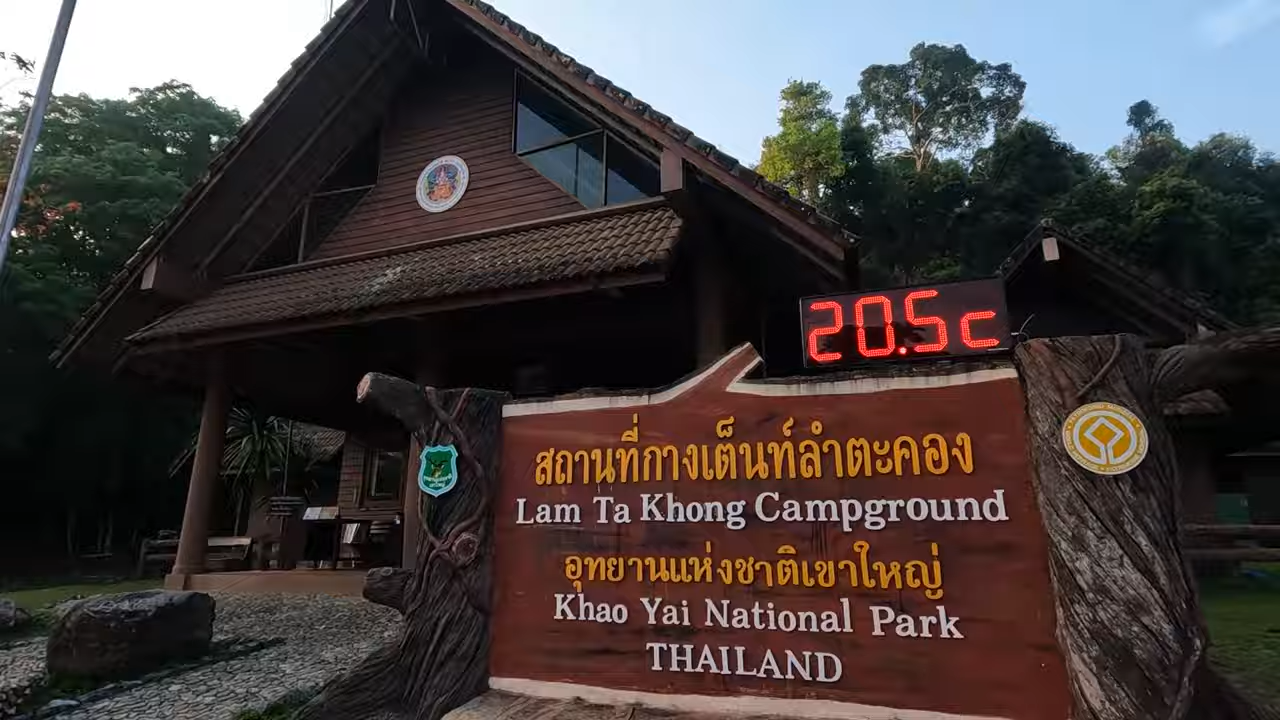 20.5c
สถานที่กางเต็นท์ลำตะคอง
Lam Ta Khong Campground
อุทยานแห่งชาติเขาใหญ่
Khao Yai National Park
THAILAND